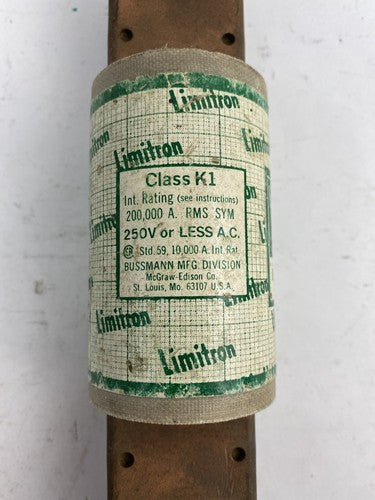 Limitron
Limitron
Limitron
Class K1
Int. Rating (see instructions)
200,000 A. RMS SYM
250V or LESS A.C.
Std. 59, 10,000 A. Int. Rat.
BUSSMANN MFG. DIVISION
McGraw-Edison Co.
St. Louis, Mo. 63107 U.S.A.
Limitron
Limitron
Limitron